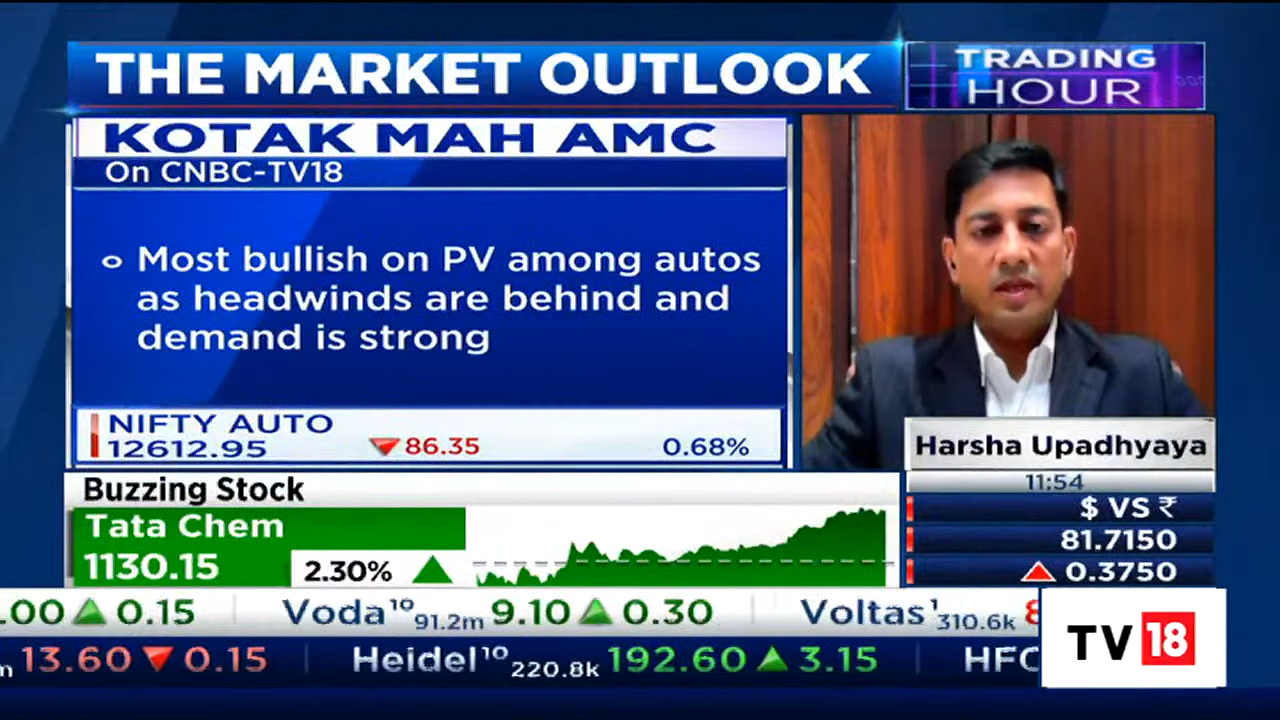 THE MARKET OUTLOOK
TRADING
HOUR
KOTAK MAH AMC
On CNBC-TV18
Most bullish on PV among autos
as headwinds are behind and
demand is strong
NIFTY AUTO
12612.95 ▼ 86.35 0.68%
Harsha Upadhyaya
11:54
$ VS ₹
81.7150
▲ 0.3750
Buzzing Stock
Tata Chem
1130.15 2.30% ▲
.00 ▲ 0.15 Voda¹⁰ 91.2m 9.10 ▲ 0.30 Voltas¹ 310.6k
13.60 ▼ 0.15 Heidel¹⁰ 220.8k 192.60 ▲ 3.15 HFC
TV18